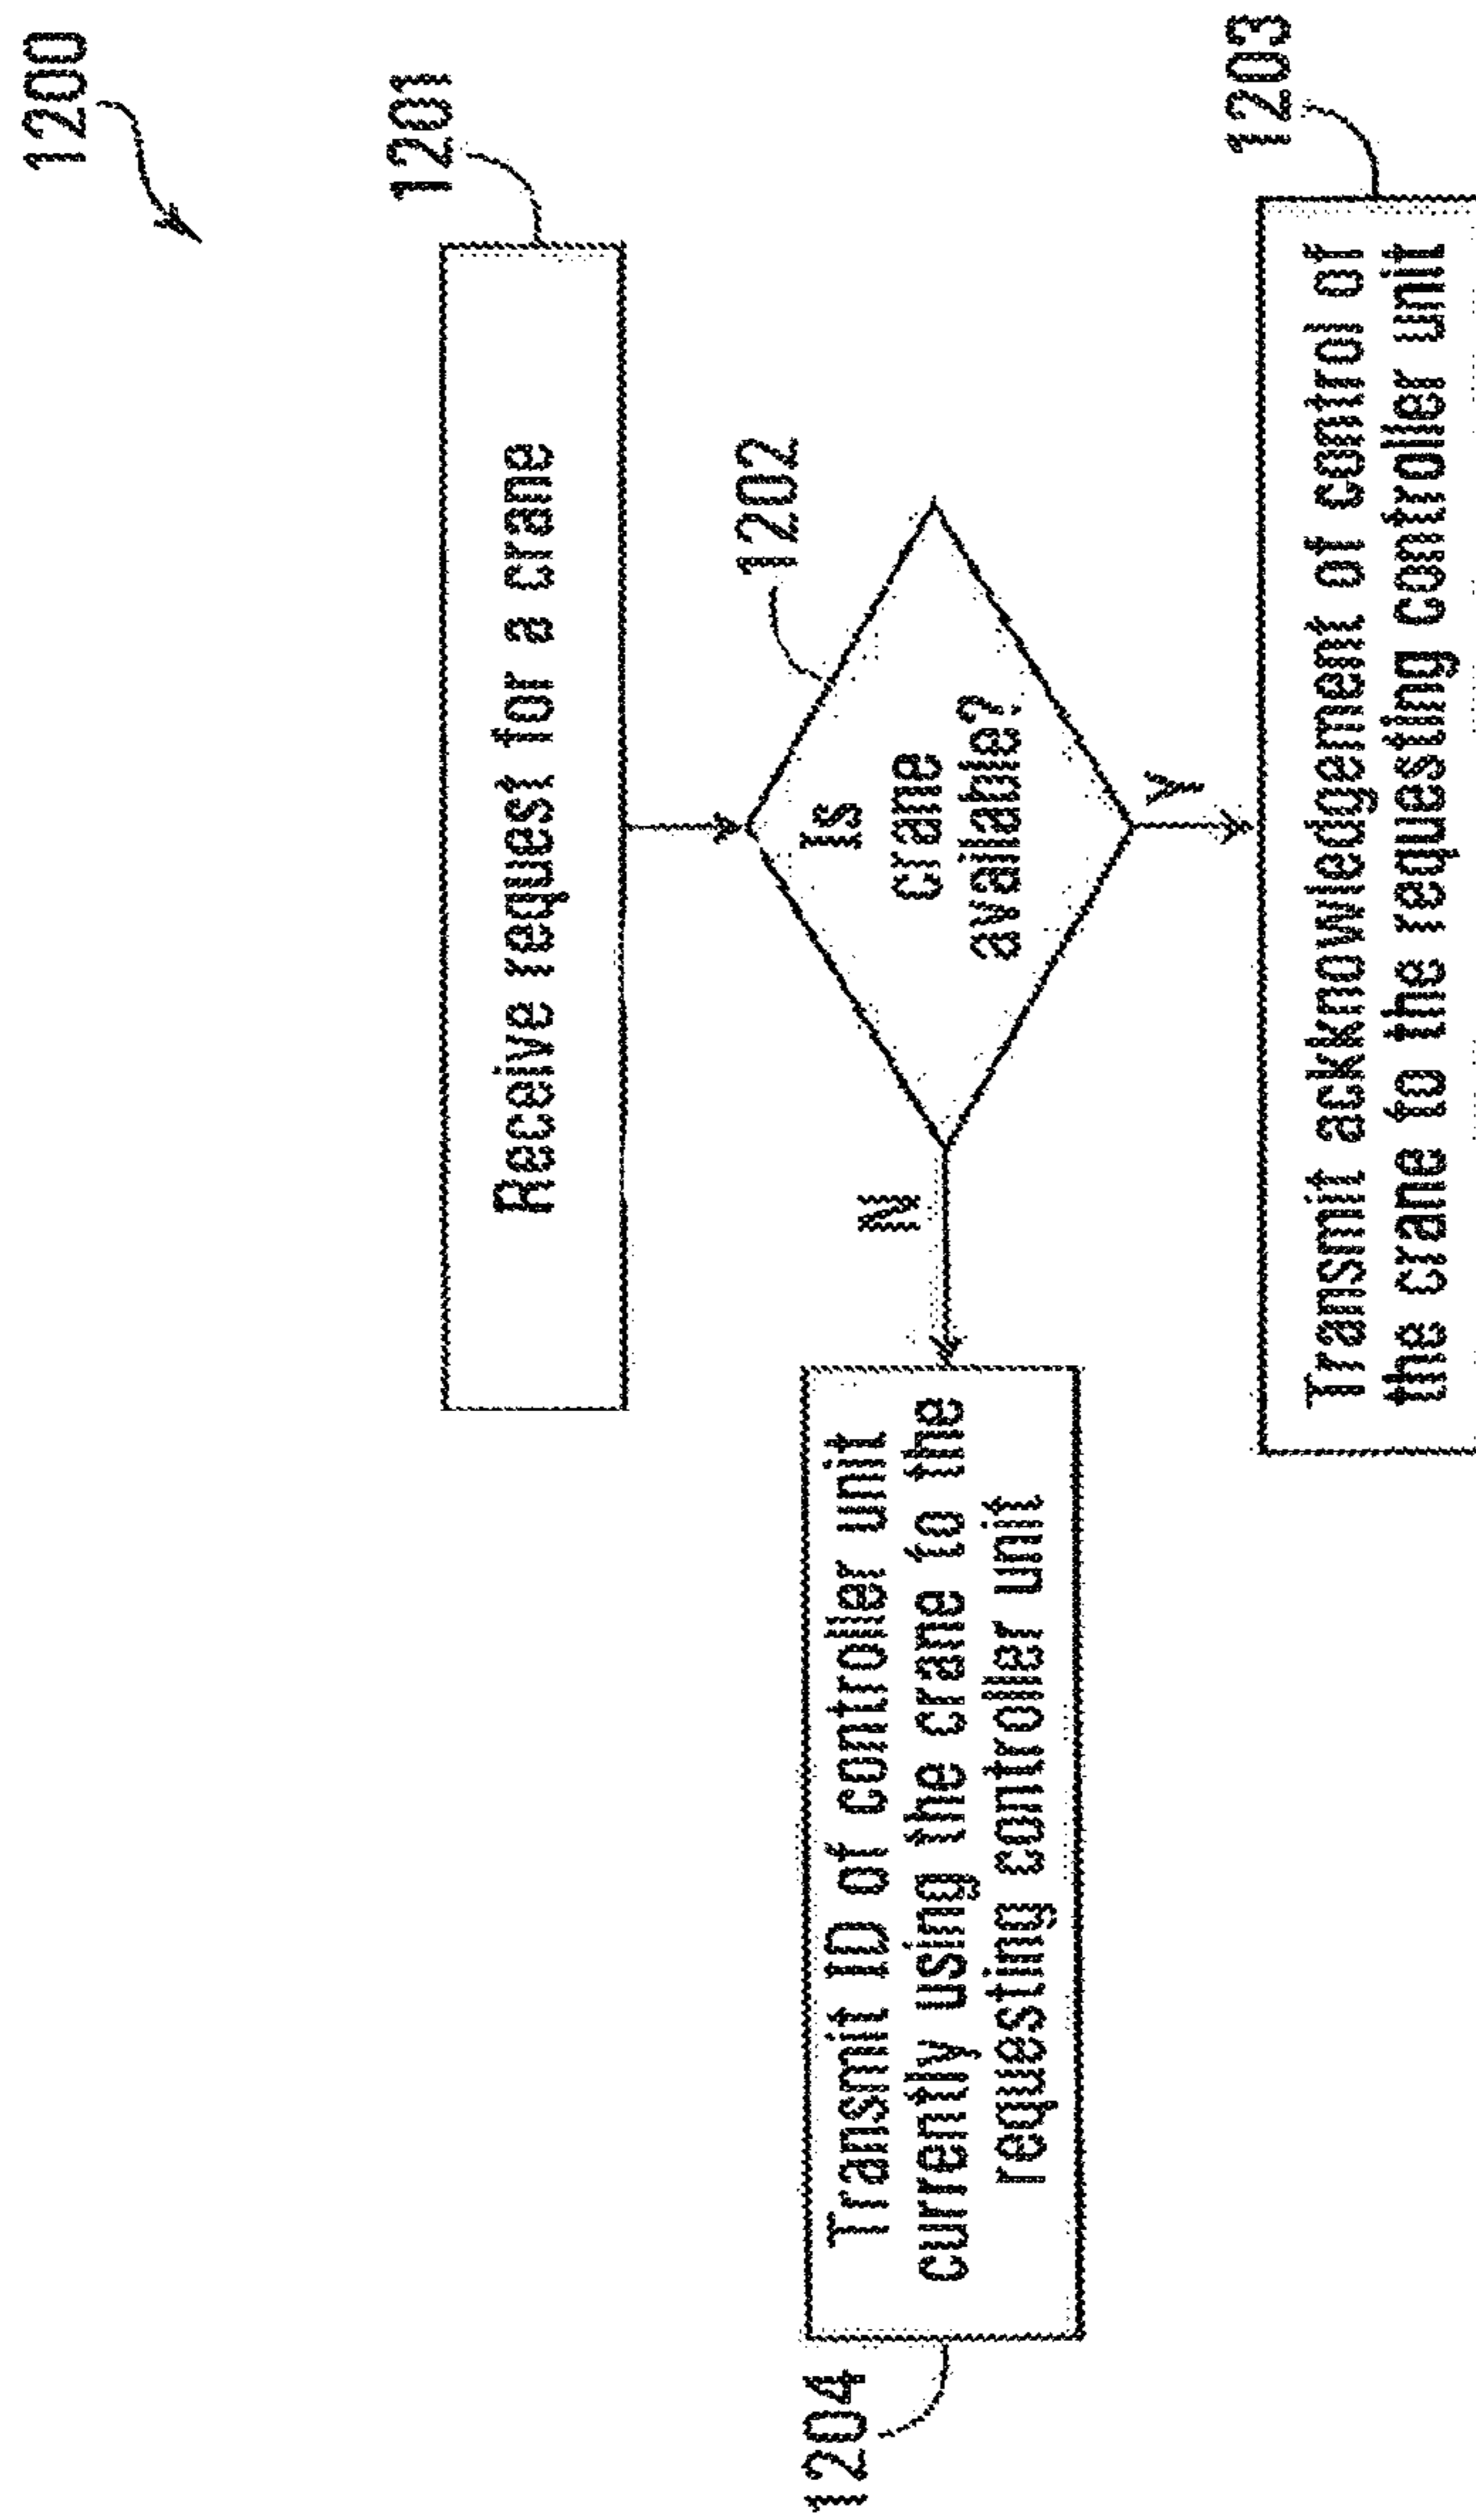 1200
1201
Receive request for a crane
1202
is
crane
available?
N
Y
Transmit ID of controller unit
currently using the crane to the
requesting controller unit
1204
1203
Transmit acknowledgement of control of
the crane to the requesting controller unit